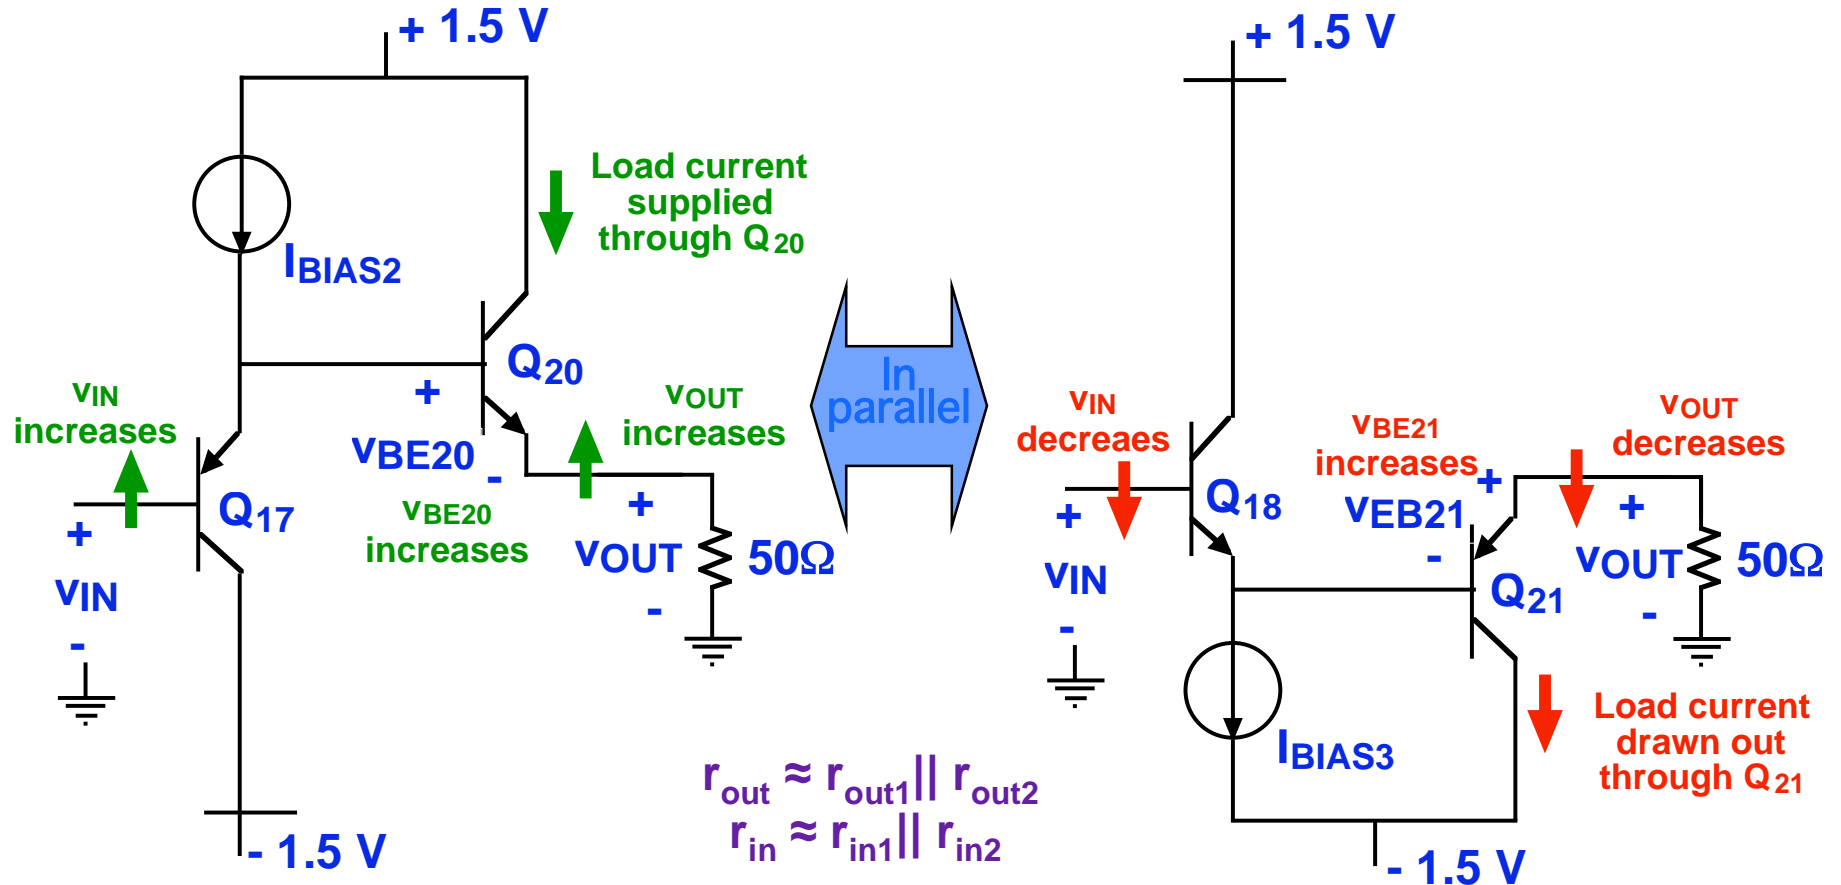 + 1.5 V
Load current
supplied
through Q20
IBIAS2
Q20
+
vBE20
-
vBE20
increases
vIN
increases
Q17
+
vIN
-
vOUT
increases
+
vOUT
-
50Ω
- 1.5 V
In
parallel
rout ≈ rout1|| rout2
rin ≈ rin1|| rin2
+ 1.5 V
vIN
decreaes
Q18
+
vIN
-
vBE21
increases
+
vEB21
-
Q21
vOUT
decreases
+
vOUT
-
50Ω
IBIAS3
Load current
drawn out
through Q21
- 1.5 V